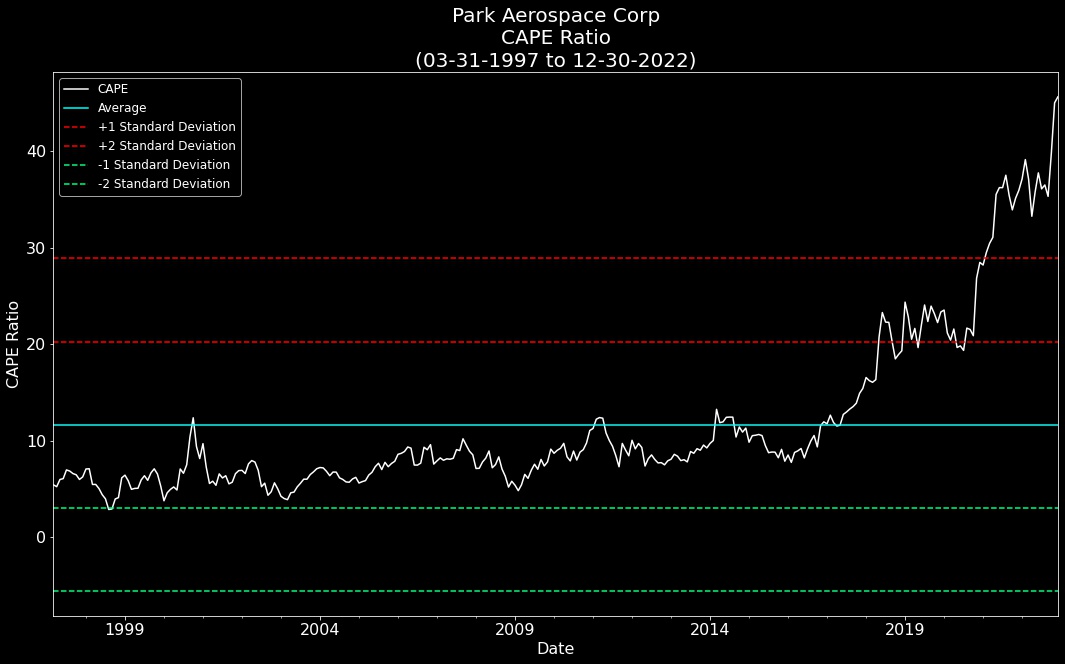 Park Aerospace Corp
CAPE Ratio
(03-31-1997 to 12-30-2022)
CAPE
Average
+1 Standard Deviation
+2 Standard Deviation
-1 Standard Deviation
-2 Standard Deviation
CAPE Ratio
40
30
20
10
0
1999
2004
2009
2014
2019
Date